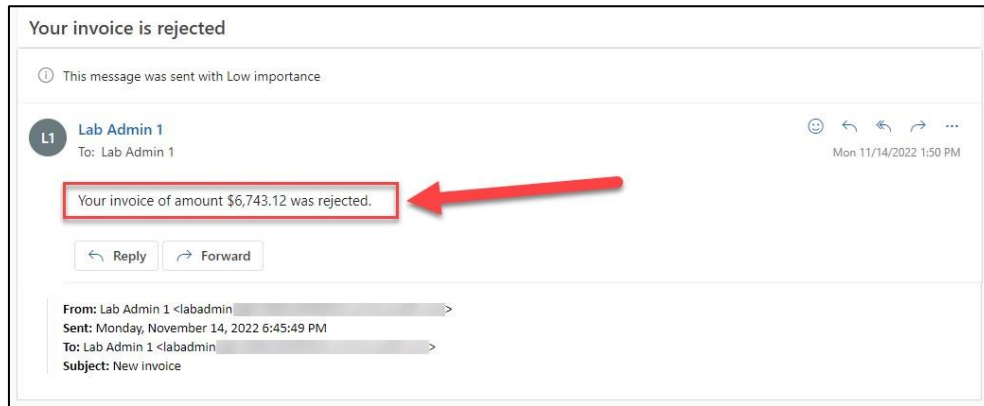 Your invoice is rejected
This message was sent with Low importance
L1
Lab Admin 1
To: Lab Admin 1
Mon 11/14/2022 1:50 PM
Your invoice of amount $6,743.12 was rejected.
Reply
Forward
From: Lab Admin 1 <labadmin >
Sent: Monday, November 14, 2022 6:45:49 PM
To: Lab Admin 1 <labadmin >
Subject: New invoice